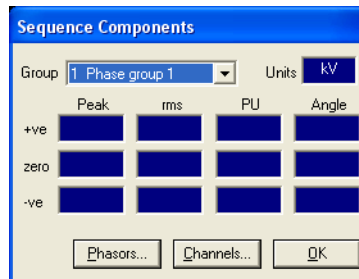 Sequence Components
Group 1 Phase group 1 Units kV
Peak rms PU Angle
+ve
zero
-ve
Phasors... Channels... OK